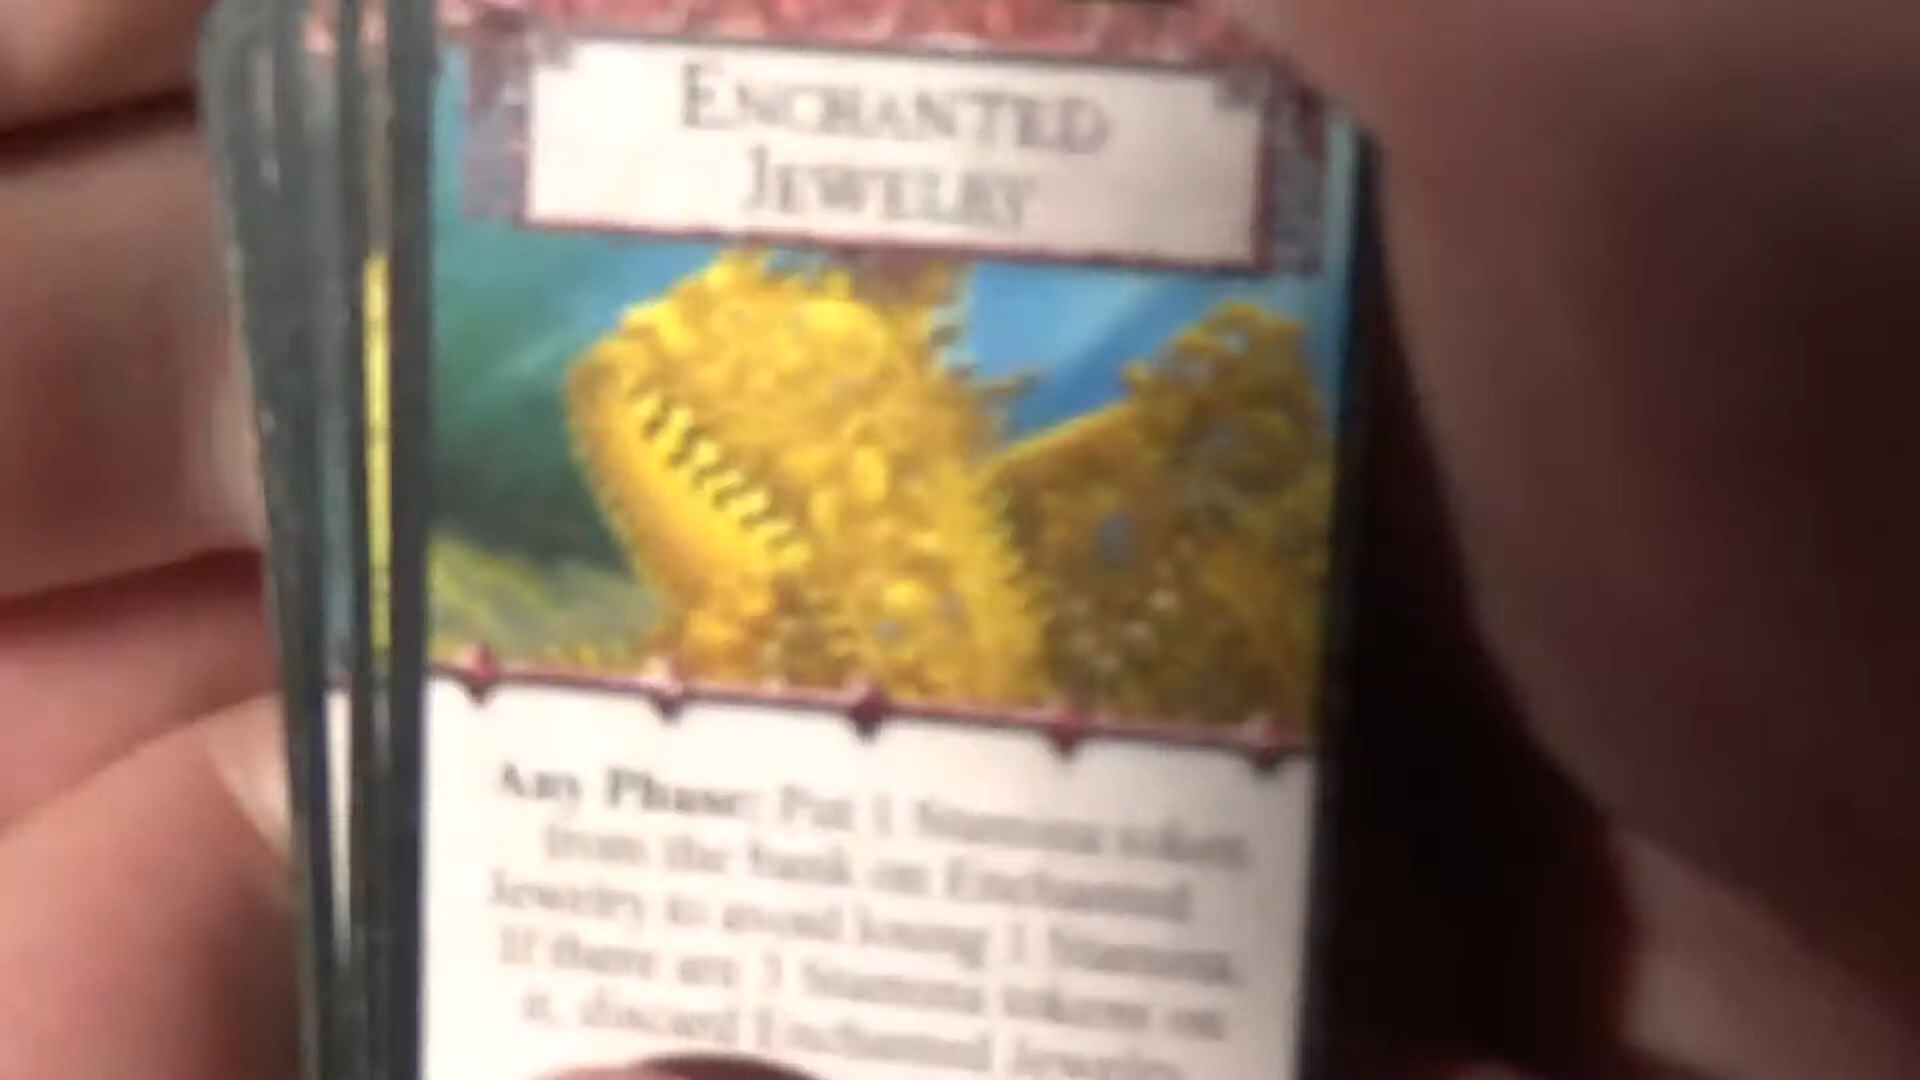 ENCHANTED
JEWELRY
Any Phase: Put 1 Stamina token
from the bank on Enchanted
Jewelry to avoid losing 1 Stamina.
If there are 3 Stamina tokens on
it, discard Enchanted Jewelry.